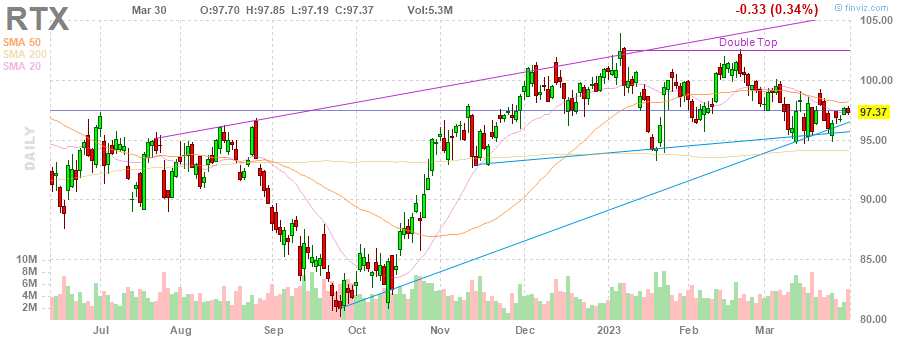 RTX
Mar 30 O:97.70 H:97.85 L:97.19 C:97.37 Vol:5.3M
-0.33 (0.34%)
finviz.com
SMA 50
SMA 200
SMA 20
Double Top
105.00
100.00
97.37
95.00
90.00
85.00
80.00
DAILY
10M
8M
6M
4M
2M
Jul Aug Sep Oct Nov Dec 2023 Feb Mar